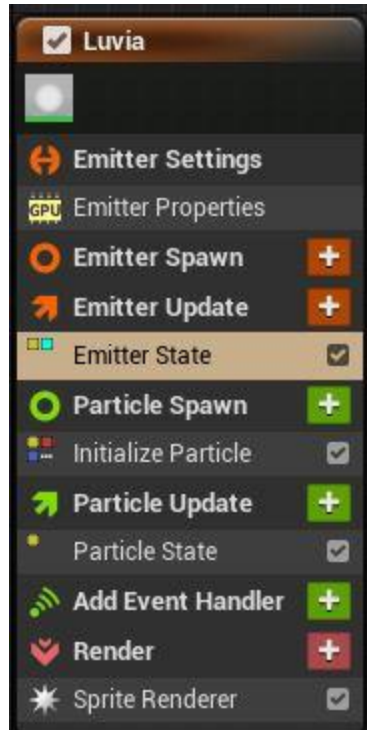 Luvia
Emitter Settings
GPU Emitter Properties
Emitter Spawn
Emitter Update
Emitter State
Particle Spawn
Initialize Particle
Particle Update
Particle State
Add Event Handler
Render
Sprite Renderer